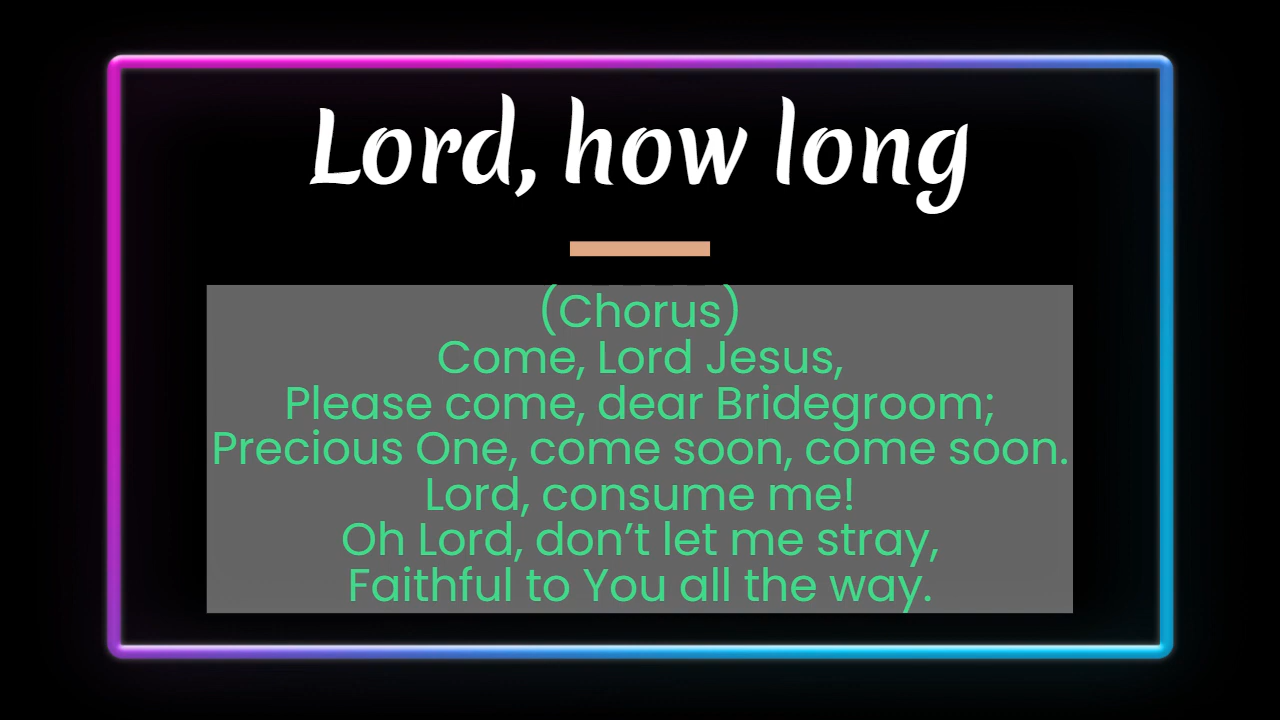 Lord, how long
(Chorus)
Come, Lord Jesus,
Please come, dear Bridegroom;
Precious One, come soon, come soon.
Lord, consume me!
Oh Lord, don’t let me stray,
Faithful to You all the way.